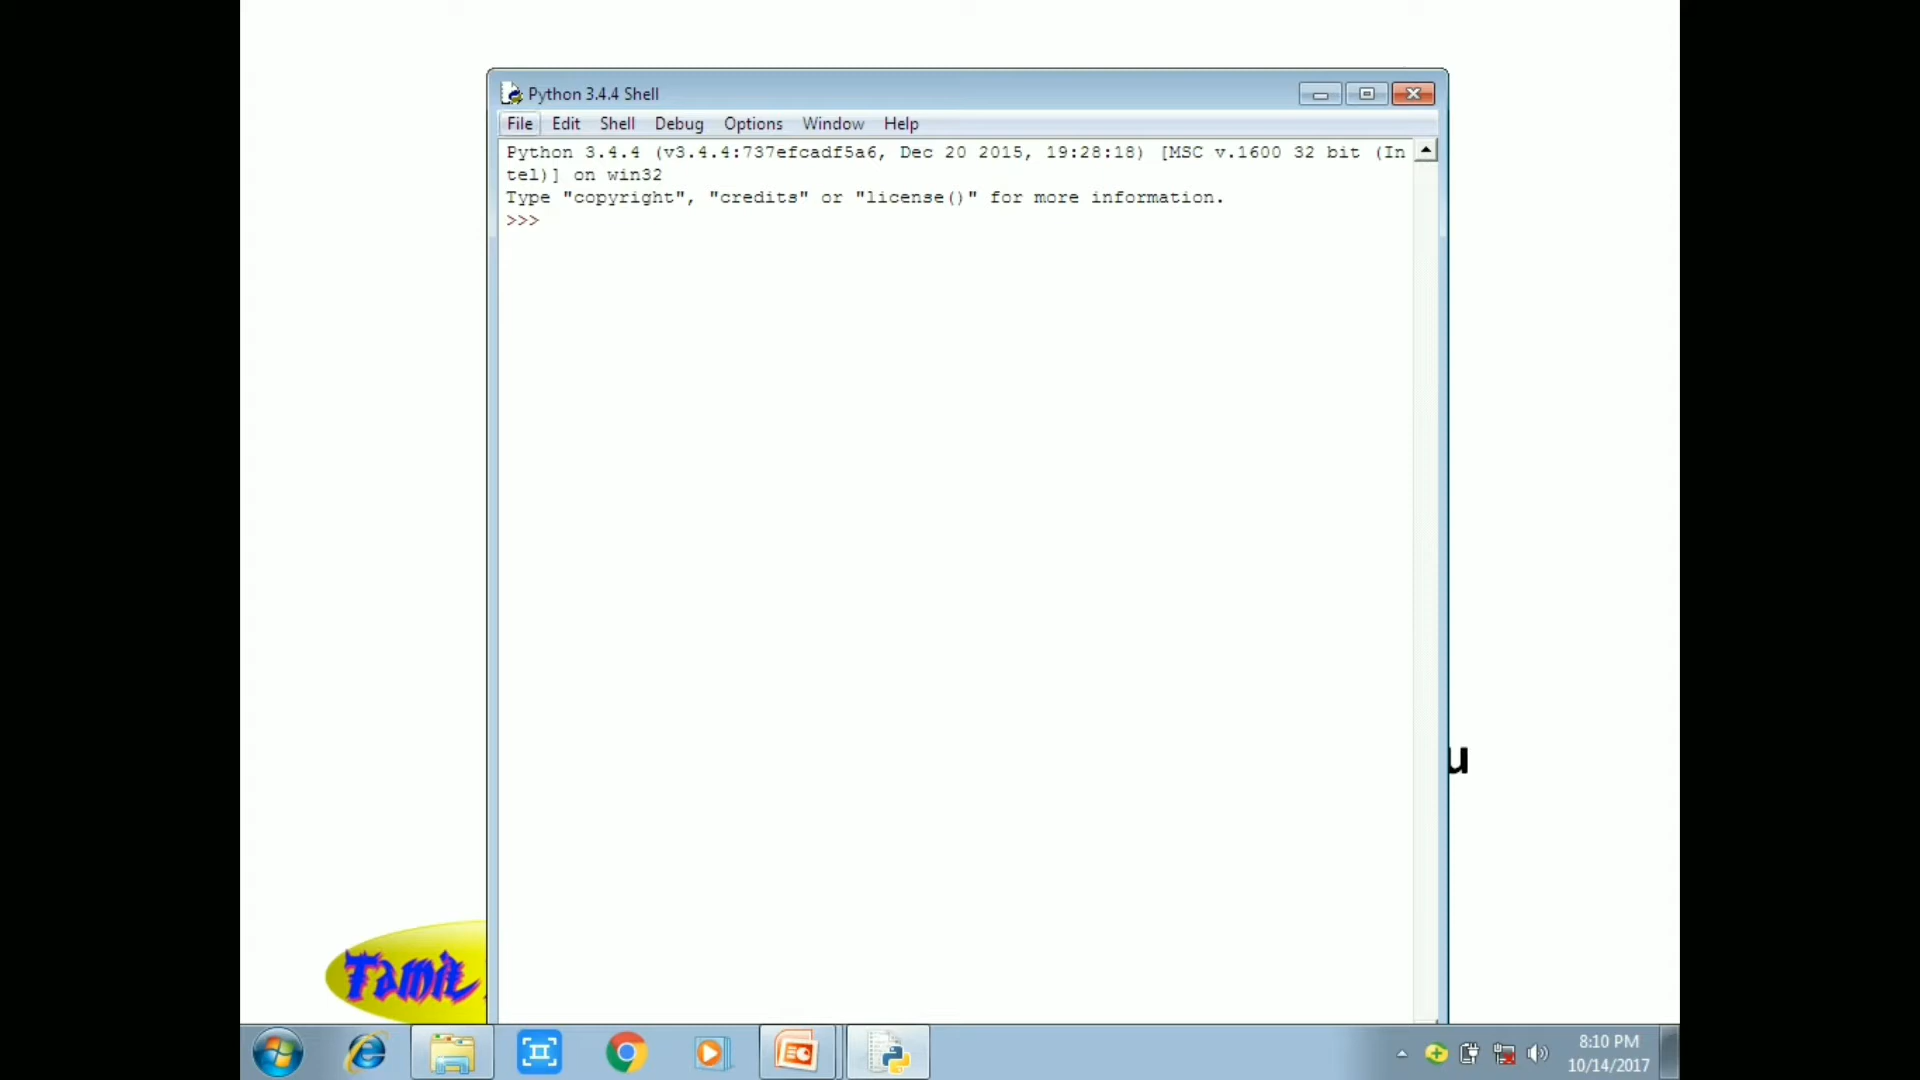 Python 3.4.4 Shell
File Edit Shell Debug Options Window Help
Python 3.4.4 (v3.4.4:737efcadf5a6, Dec 20 2015, 19:28:18) [MSC v.1600 32 bit (In
tel)] on win32
Type "copyright", "credits" or "license()" for more information.
>>>
u
Tamil
8:10 PM
10/14/2017